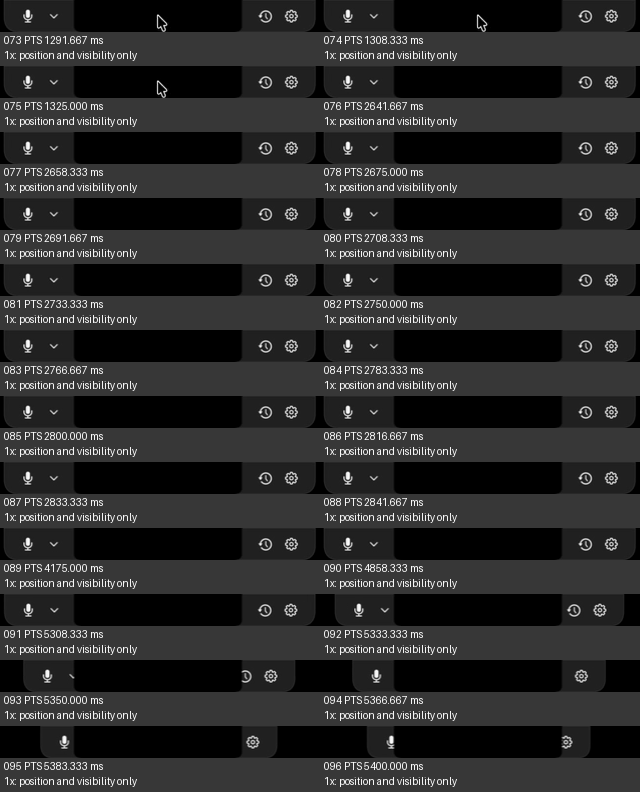 073 PTS 1291.667 ms
1x: position and visibility only
074 PTS 1308.333 ms
1x: position and visibility only
075 PTS 1325.000 ms
1x: position and visibility only
076 PTS 2641.667 ms
1x: position and visibility only
077 PTS 2658.333 ms
1x: position and visibility only
078 PTS 2675.000 ms
1x: position and visibility only
079 PTS 2691.667 ms
1x: position and visibility only
080 PTS 2708.333 ms
1x: position and visibility only
081 PTS 2733.333 ms
1x: position and visibility only
082 PTS 2750.000 ms
1x: position and visibility only
083 PTS 2766.667 ms
1x: position and visibility only
084 PTS 2783.333 ms
1x: position and visibility only
085 PTS 2800.000 ms
1x: position and visibility only
086 PTS 2816.667 ms
1x: position and visibility only
087 PTS 2833.333 ms
1x: position and visibility only
088 PTS 2841.667 ms
1x: position and visibility only
089 PTS 4175.000 ms
1x: position and visibility only
090 PTS 4858.333 ms
1x: position and visibility only
091 PTS 5308.333 ms
1x: position and visibility only
092 PTS 5333.333 ms
1x: position and visibility only
093 PTS 5350.000 ms
1x: position and visibility only
094 PTS 5366.667 ms
1x: position and visibility only
095 PTS 5383.333 ms
1x: position and visibility only
096 PTS 5400.000 ms
1x: position and visibility only